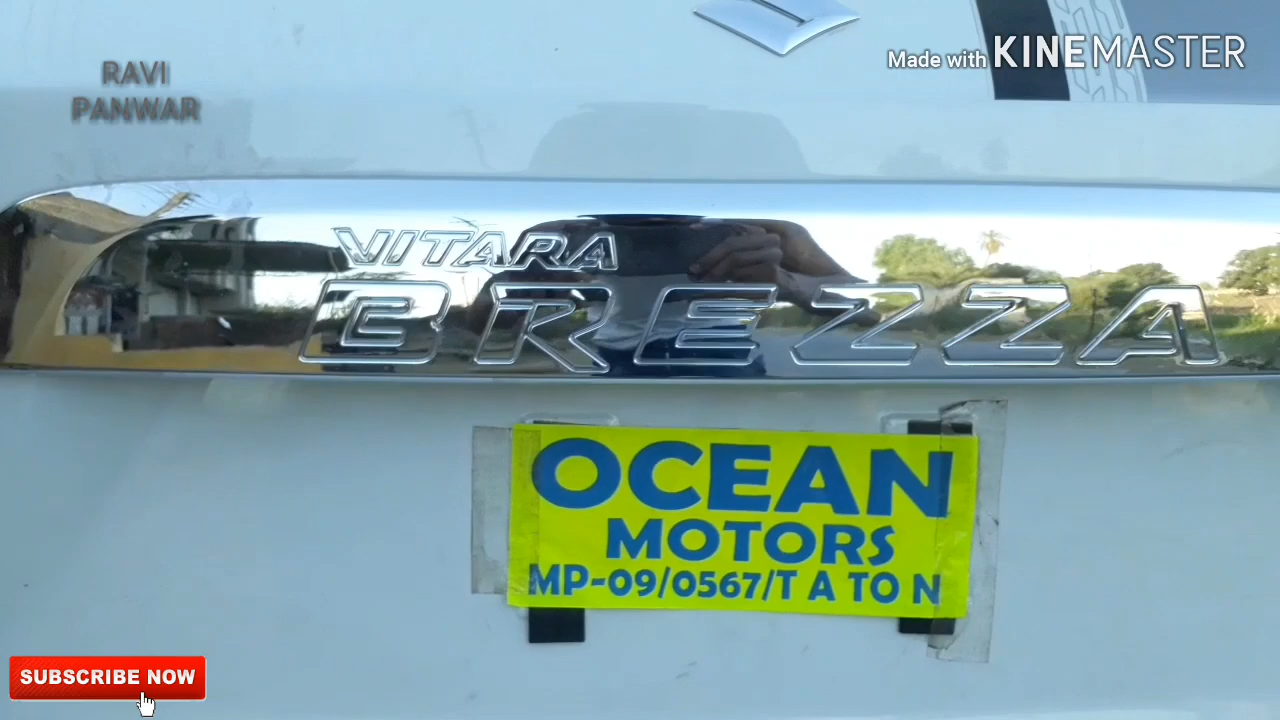 RAVI
PANWAR
Made with KINEMASTER
VITARA
BREZZA
OCEAN
MOTORS
MP-09/0567/T A TO N
SUBSCRIBE NOW